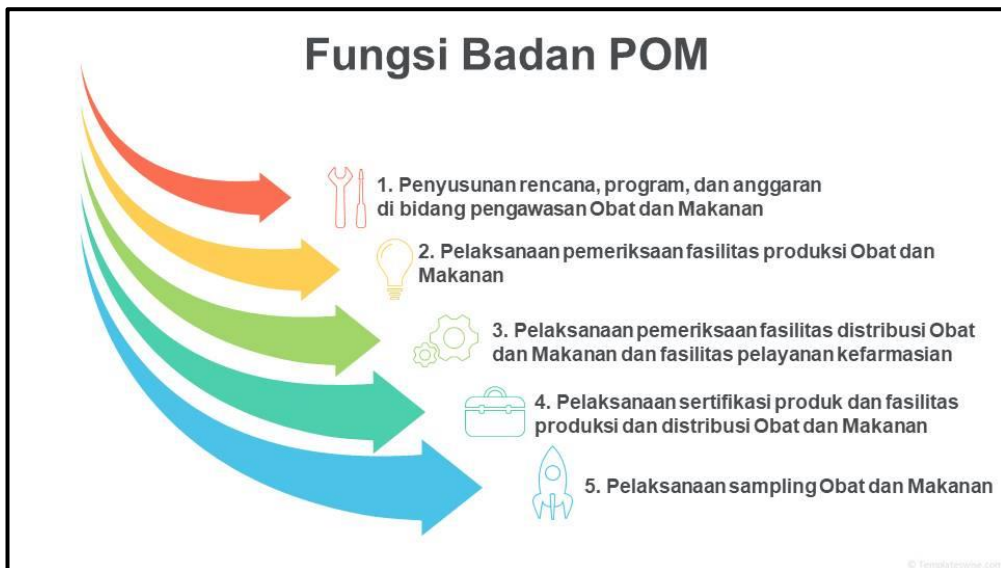 Fungsi Badan POM
1. Penyusunan rencana, program, dan anggaran
di bidang pengawasan Obat dan Makanan
2. Pelaksanaan pemeriksaan fasilitas produksi Obat dan
Makanan
3. Pelaksanaan pemeriksaan fasilitas distribusi Obat
dan Makanan dan fasilitas pelayanan kefarmasian
4. Pelaksanaan sertifikasi produk dan fasilitas
produksi dan distribusi Obat dan Makanan
5. Pelaksanaan sampling Obat dan Makanan